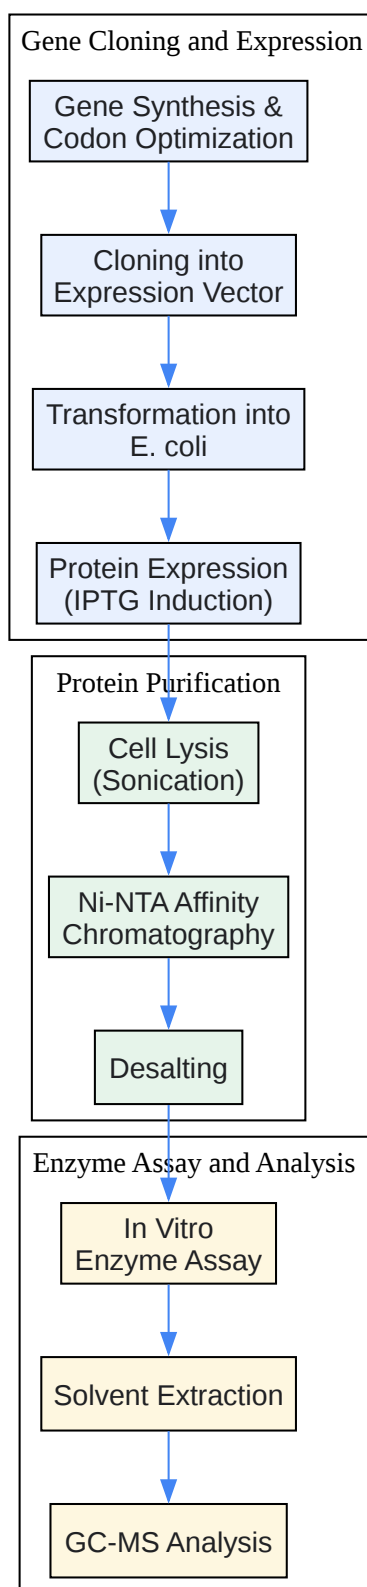 Gene Cloning and Expression
Gene Synthesis &
Codon Optimization
Cloning into
Expression Vector
Transformation into
E. coli
Protein Expression
(IPTG Induction)
Protein Purification
Cell Lysis
(Sonication)
Ni-NTA Affinity
Chromatography
Desalting
Enzyme Assay and Analysis
In Vitro
Enzyme Assay
Solvent Extraction
GC-MS Analysis